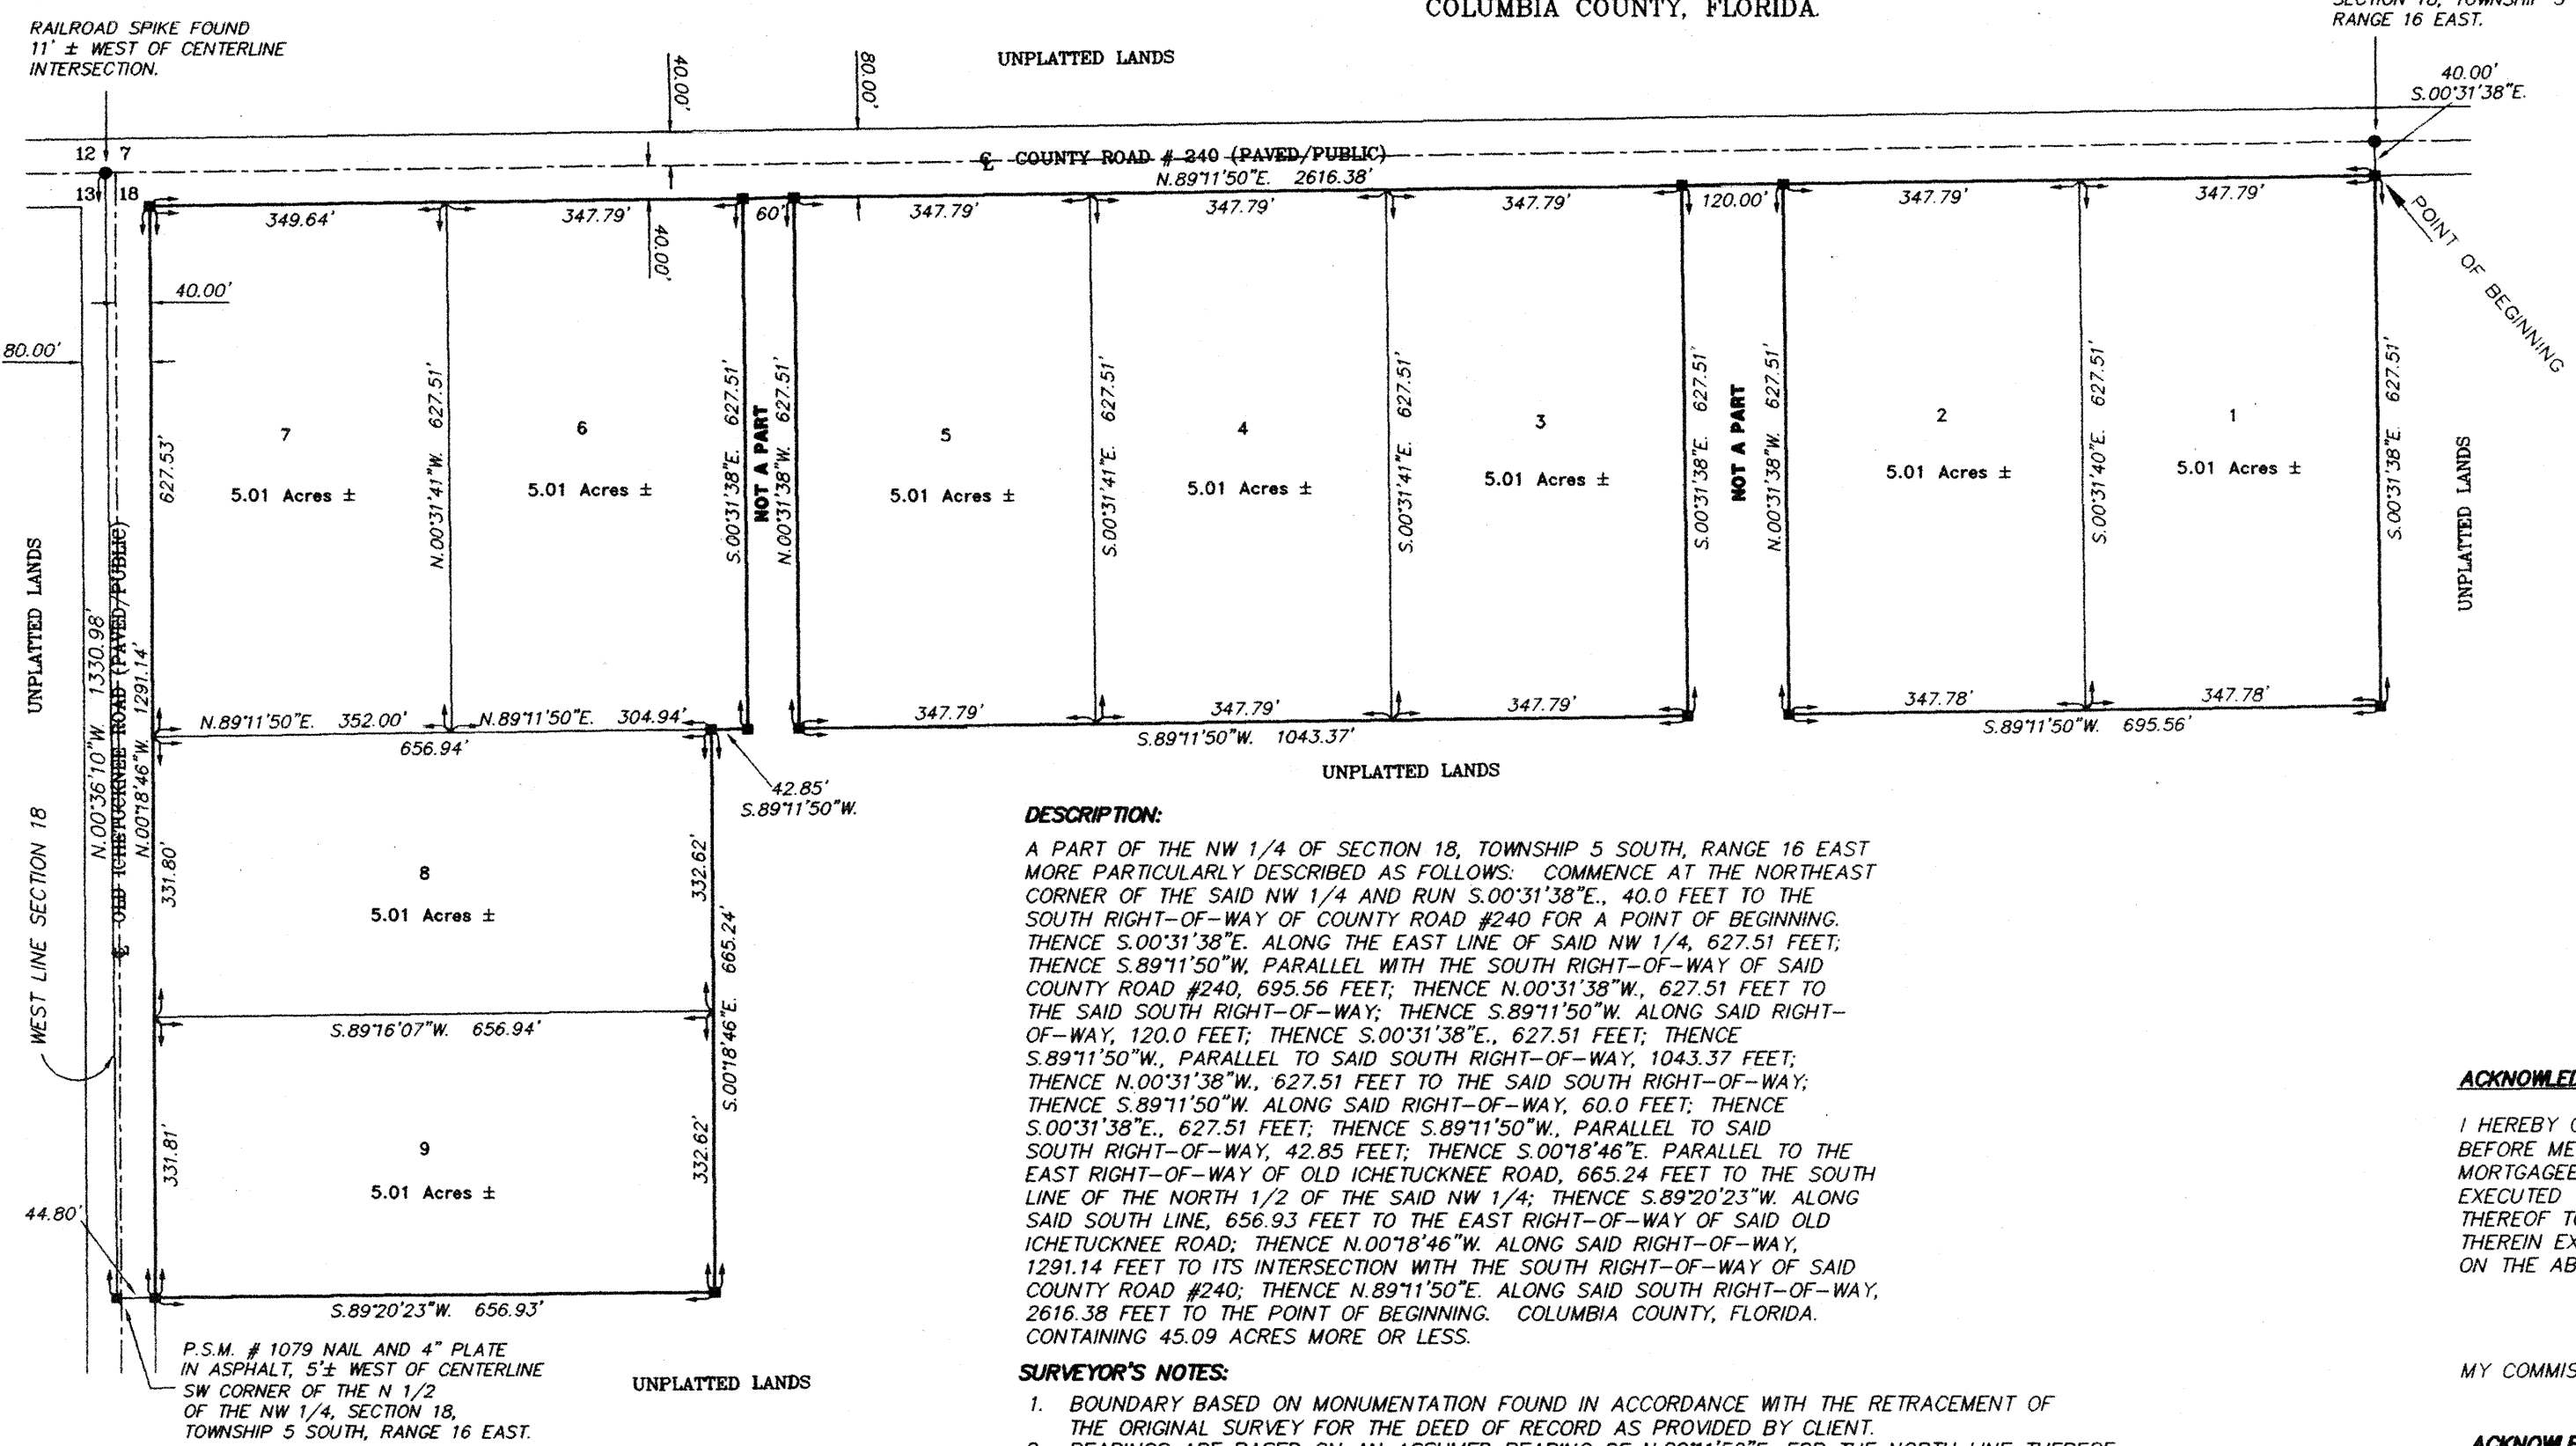 COLUMBIA COUNTY, FLORIDA.
RANGE 16 EAST.
RAILROAD SPIKE FOUND
11' ± WEST OF CENTERLINE
INTERSECTION.
40.00'
80.00'
UNPLATTED LANDS
40.00'
S.00°31'38"E.
12 7
13 18
℄ COUNTY ROAD # 240 (PAVED/PUBLIC)
N.89°11'50"E. 2616.38'
349.64'
347.79'
60'
347.79'
347.79'
347.79'
120.00'
347.79'
347.79'
POINT OF BEGINNING
40.00'
40.00'
80.00'
627.53'
7
5.01 Acres ±
N.00°31'41"W. 627.51'
6
5.01 Acres ±
S.00°31'38"E. 627.51'
NOT A PART
N.00°31'38"W. 627.51'
5
5.01 Acres ±
S.00°31'41"E. 627.51'
4
5.01 Acres ±
S.00°31'41"E. 627.51'
3
5.01 Acres ±
S.00°31'38"E. 627.51'
NOT A PART
N.00°31'38"W. 627.51'
2
5.01 Acres ±
S.00°31'40"E. 627.51'
1
5.01 Acres ±
S.00°31'38"E. 627.51'
UNPLATTED LANDS
UNPLATTED LANDS
WEST LINE SECTION 18
N.00°36'10"W. 1330.98'
℄ OLD ICHETUCKNEE ROAD (PAVED/PUBLIC)
N.00°18'46"W. 1291.14'
N.89°11'50"E. 352.00'
N.89°11'50"E. 304.94'
656.94'
42.85'
S.89°11'50"W.
347.79'
347.79'
347.79'
S.89°11'50"W. 1043.37'
347.78'
347.78'
S.89°11'50"W. 695.56'
UNPLATTED LANDS
331.80'
8
5.01 Acres ±
332.62'
S.00°18'46"E. 665.24'
S.89°16'07"W. 656.94'
331.81'
9
5.01 Acres ±
332.62'
44.80'
S.89°20'23"W. 656.93'
P.S.M. # 1079 NAIL AND 4" PLATE
IN ASPHALT, 5'± WEST OF CENTERLINE
SW CORNER OF THE N 1/2
OF THE NW 1/4, SECTION 18,
TOWNSHIP 5 SOUTH, RANGE 16 EAST.
UNPLATTED LANDS
DESCRIPTION:
A PART OF THE NW 1/4 OF SECTION 18, TOWNSHIP 5 SOUTH, RANGE 16 EAST
MORE PARTICULARLY DESCRIBED AS FOLLOWS: COMMENCE AT THE NORTHEAST
CORNER OF THE SAID NW 1/4 AND RUN S.00°31'38"E., 40.0 FEET TO THE
SOUTH RIGHT-OF-WAY OF COUNTY ROAD #240 FOR A POINT OF BEGINNING.
THENCE S.00°31'38"E. ALONG THE EAST LINE OF SAID NW 1/4, 627.51 FEET;
THENCE S.89°11'50"W. PARALLEL WITH THE SOUTH RIGHT-OF-WAY OF SAID
COUNTY ROAD #240, 695.56 FEET; THENCE N.00°31'38"W., 627.51 FEET TO
THE SAID SOUTH RIGHT-OF-WAY; THENCE S.89°11'50"W. ALONG SAID RIGHT-
OF-WAY, 120.0 FEET; THENCE S.00°31'38"E., 627.51 FEET; THENCE
S.89°11'50"W., PARALLEL TO SAID SOUTH RIGHT-OF-WAY, 1043.37 FEET;
THENCE N.00°31'38"W., 627.51 FEET TO THE SAID SOUTH RIGHT-OF-WAY;
THENCE S.89°11'50"W. ALONG SAID RIGHT-OF-WAY, 60.0 FEET; THENCE
S.00°31'38"E., 627.51 FEET; THENCE S.89°11'50"W., PARALLEL TO SAID
SOUTH RIGHT-OF-WAY, 42.85 FEET; THENCE S.00°18'46"E. PARALLEL TO THE
EAST RIGHT-OF-WAY OF OLD ICHETUCKNEE ROAD, 665.24 FEET TO THE SOUTH
LINE OF THE NORTH 1/2 OF THE SAID NW 1/4; THENCE S.89°20'23"W. ALONG
SAID SOUTH LINE, 656.93 FEET TO THE EAST RIGHT-OF-WAY OF SAID OLD
ICHETUCKNEE ROAD; THENCE N.00°18'46"W. ALONG SAID RIGHT-OF-WAY,
1291.14 FEET TO ITS INTERSECTION WITH THE SOUTH RIGHT-OF-WAY OF SAID
COUNTY ROAD #240; THENCE N.89°11'50"E. ALONG SAID SOUTH RIGHT-OF-WAY,
2616.38 FEET TO THE POINT OF BEGINNING. COLUMBIA COUNTY, FLORIDA.
CONTAINING 45.09 ACRES MORE OR LESS.
SURVEYOR'S NOTES:
1. BOUNDARY BASED ON MONUMENTATION FOUND IN ACCORDANCE WITH THE RETRACEMENT OF
THE ORIGINAL SURVEY FOR THE DEED OF RECORD AS PROVIDED BY CLIENT.
I HEREBY
BEFORE ME
MORTGAGEE
EXECUTED
THEREOF
THEREIN
ON THE
MY